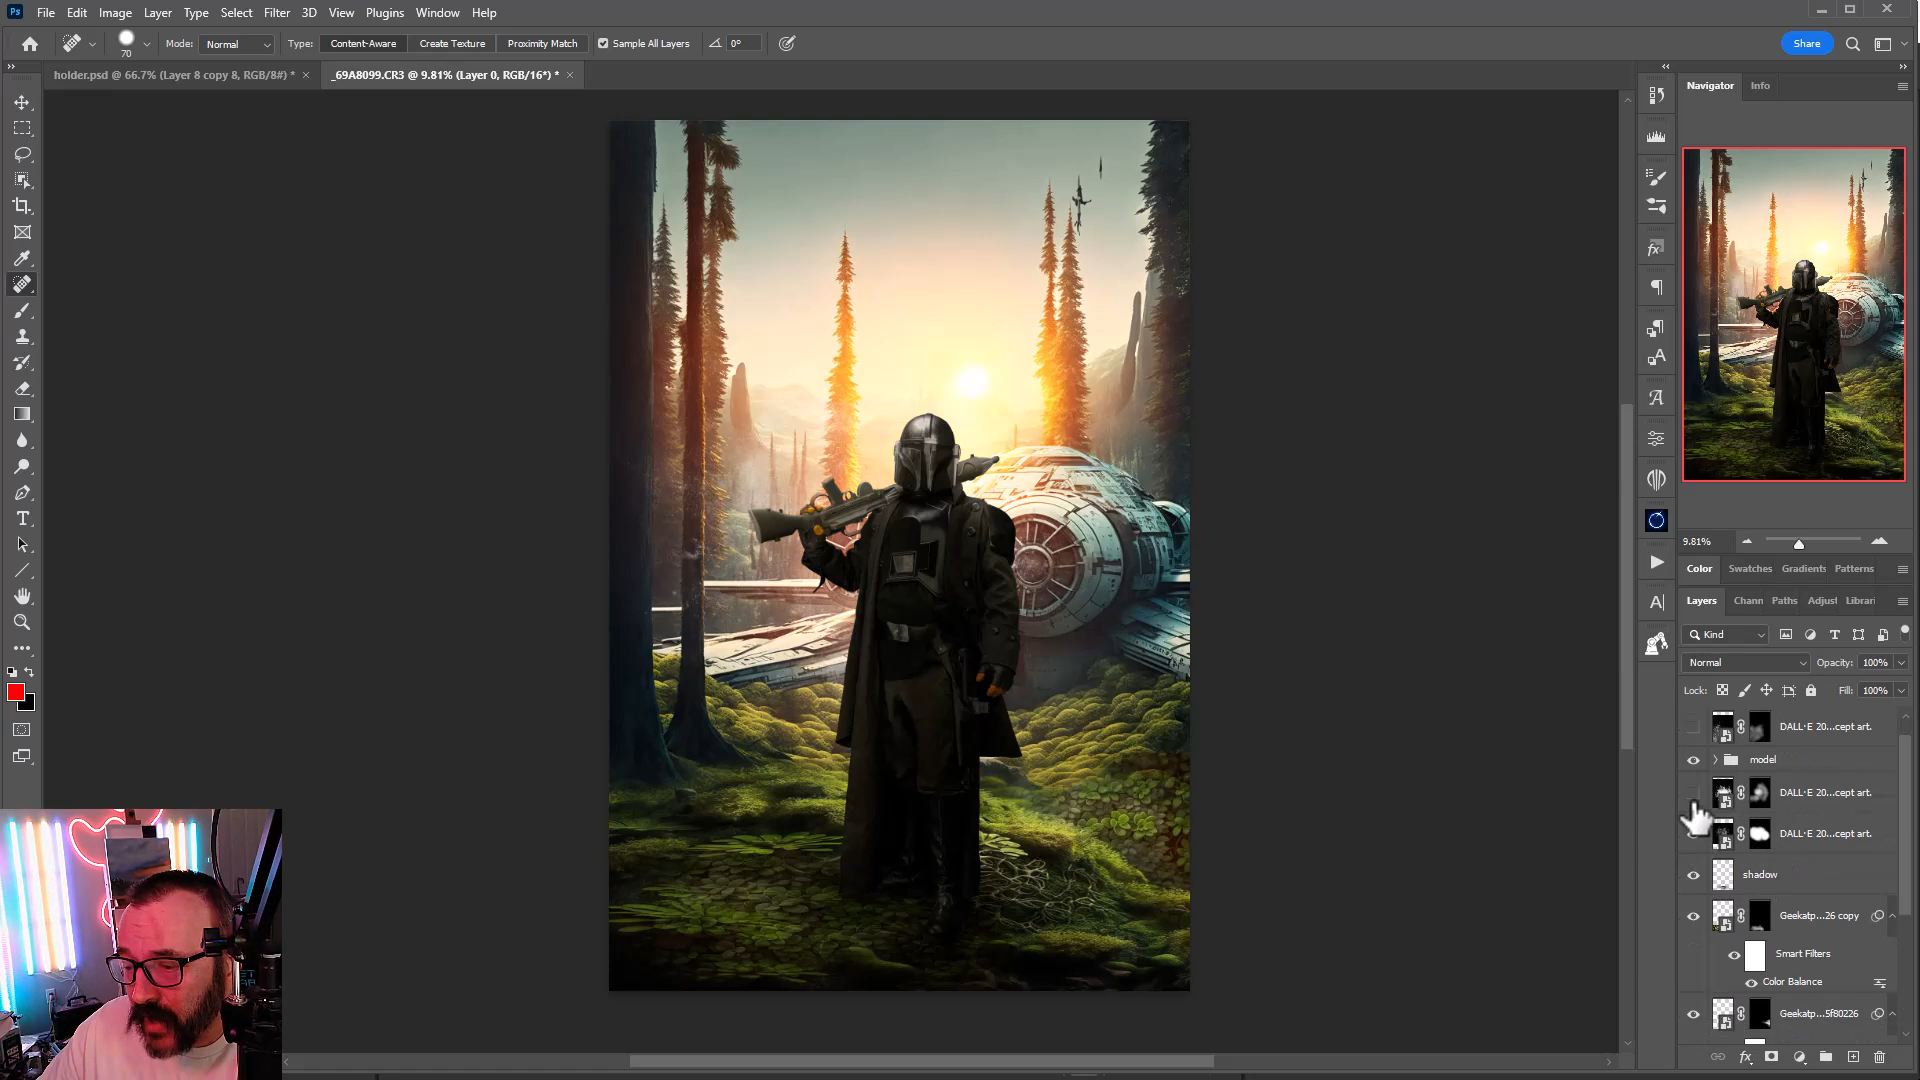 Ps File Edit Image Layer Type Select Filter 3D View Plugins Window Help
70 Mode: Normal Type: Content-Aware Create Texture Proximity Match Sample All Layers 0° Share
holder.psd @ 66.7% (Layer 8 copy 8, RGB/8#) * _69A8099.CR3 @ 9.81% (Layer 0, RGB/16*) *
Navigator Info
9.81%
Color Swatches Gradients Patterns
Layers Chann Paths Adjust Librari
Kind
Normal Opacity: 100%
Lock: Fill: 100%
DALL·E 20...cept art.
model
DALL·E 20...cept art.
DALL·E 20...cept art.
shadow
Geekatp...26 copy
Smart Filters
Color Balance
Geekatp...5f80226